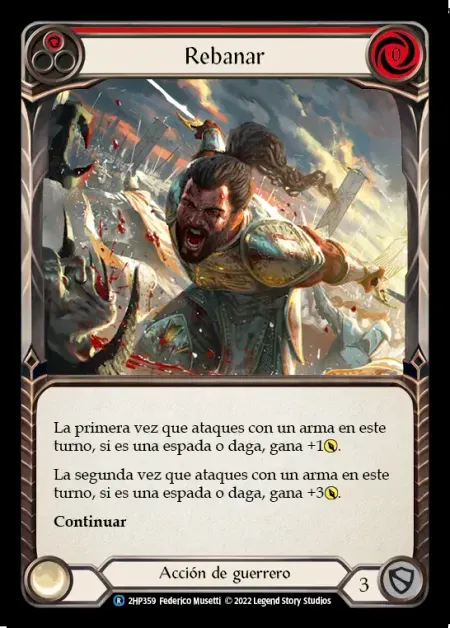 Rebanar
0
La primera vez que ataques con un arma en este
turno, si es una espada o daga, gana +1.
La segunda vez que ataques con un arma en este
turno, si es una espada o daga, gana +3.
Continuar
Acción de guerrero
3
R 2HP359 Federico Musetti © 2022 Legend Story Studios